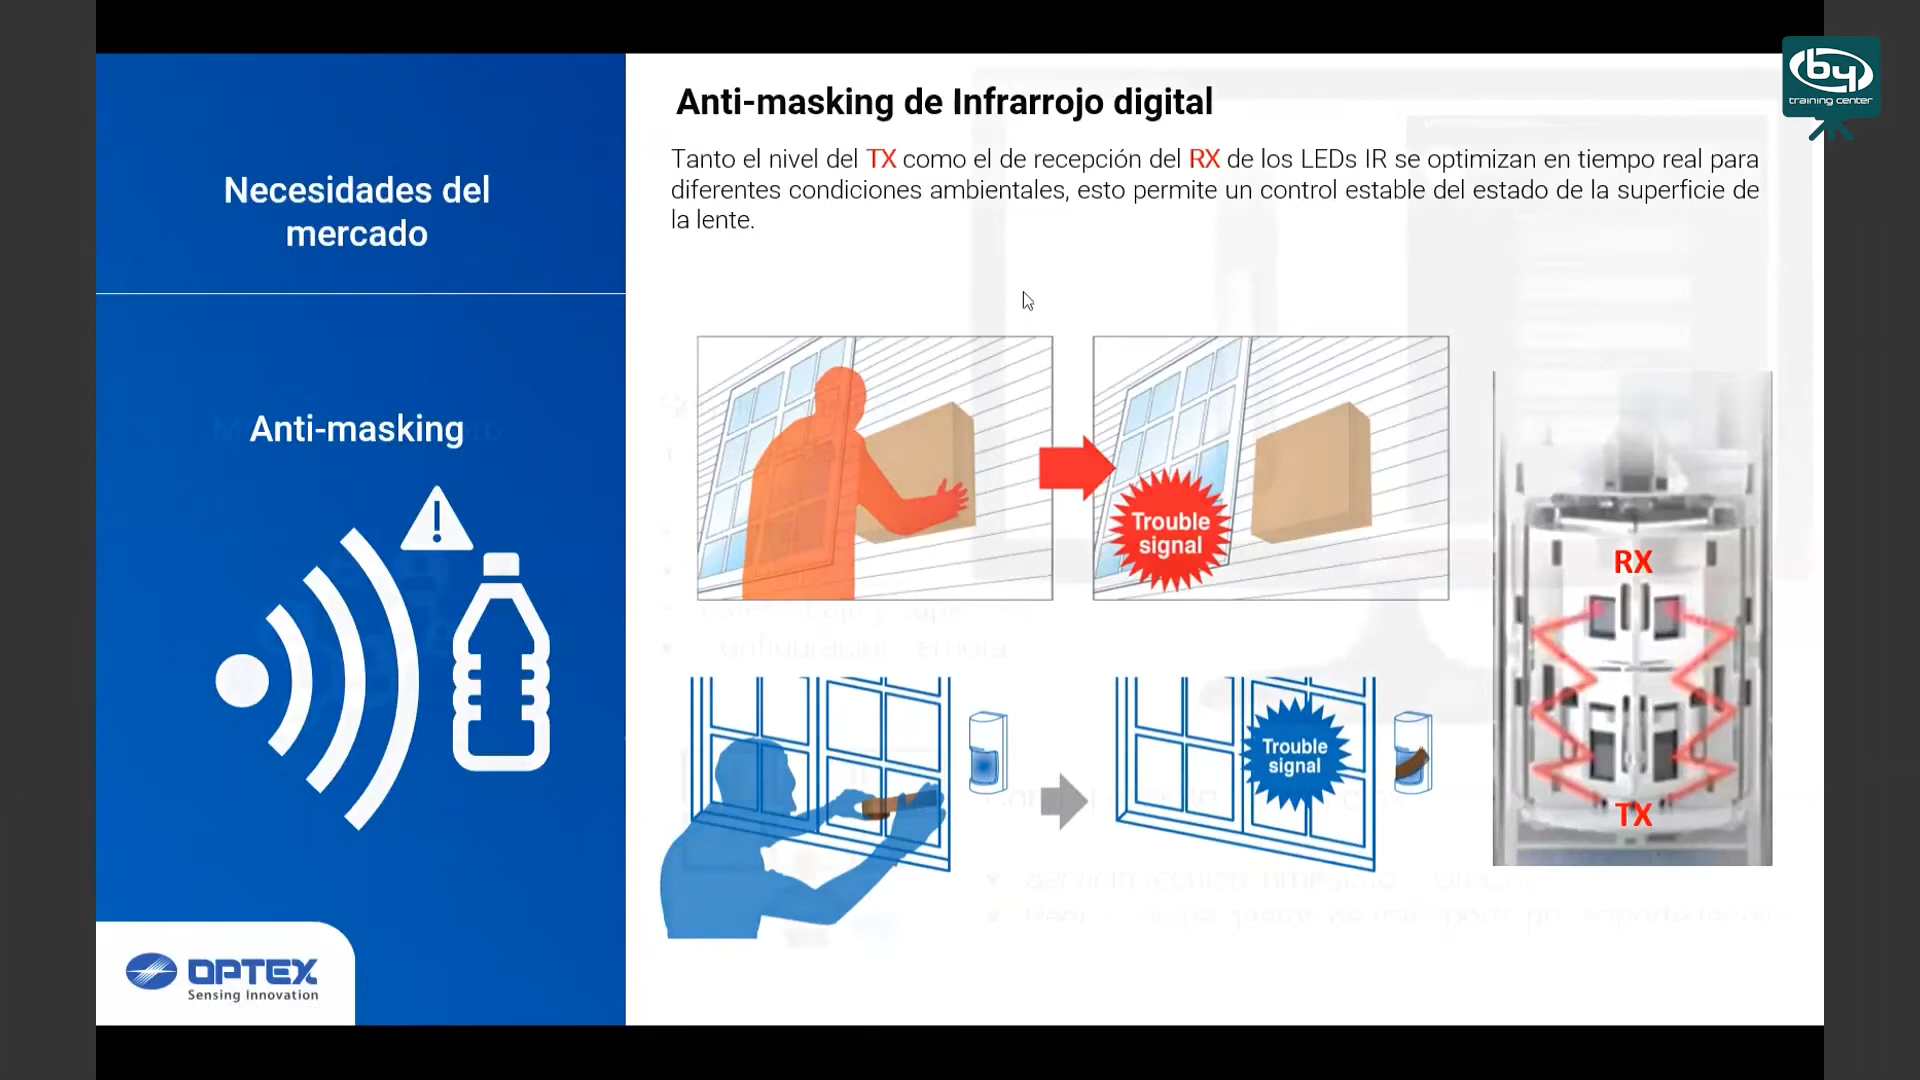 by
training center
Necesidades del
mercado
Anti-masking
OPTEX
Sensing Innovation
Anti-masking de Infrarrojo digital
Tanto el nivel del TX como el de recepción del RX de los LEDs IR se optimizan en tiempo real para
diferentes condiciones ambientales, esto permite un control estable del estado de la superficie de
la lente.
Trouble
signal
Trouble
signal
RX
TX